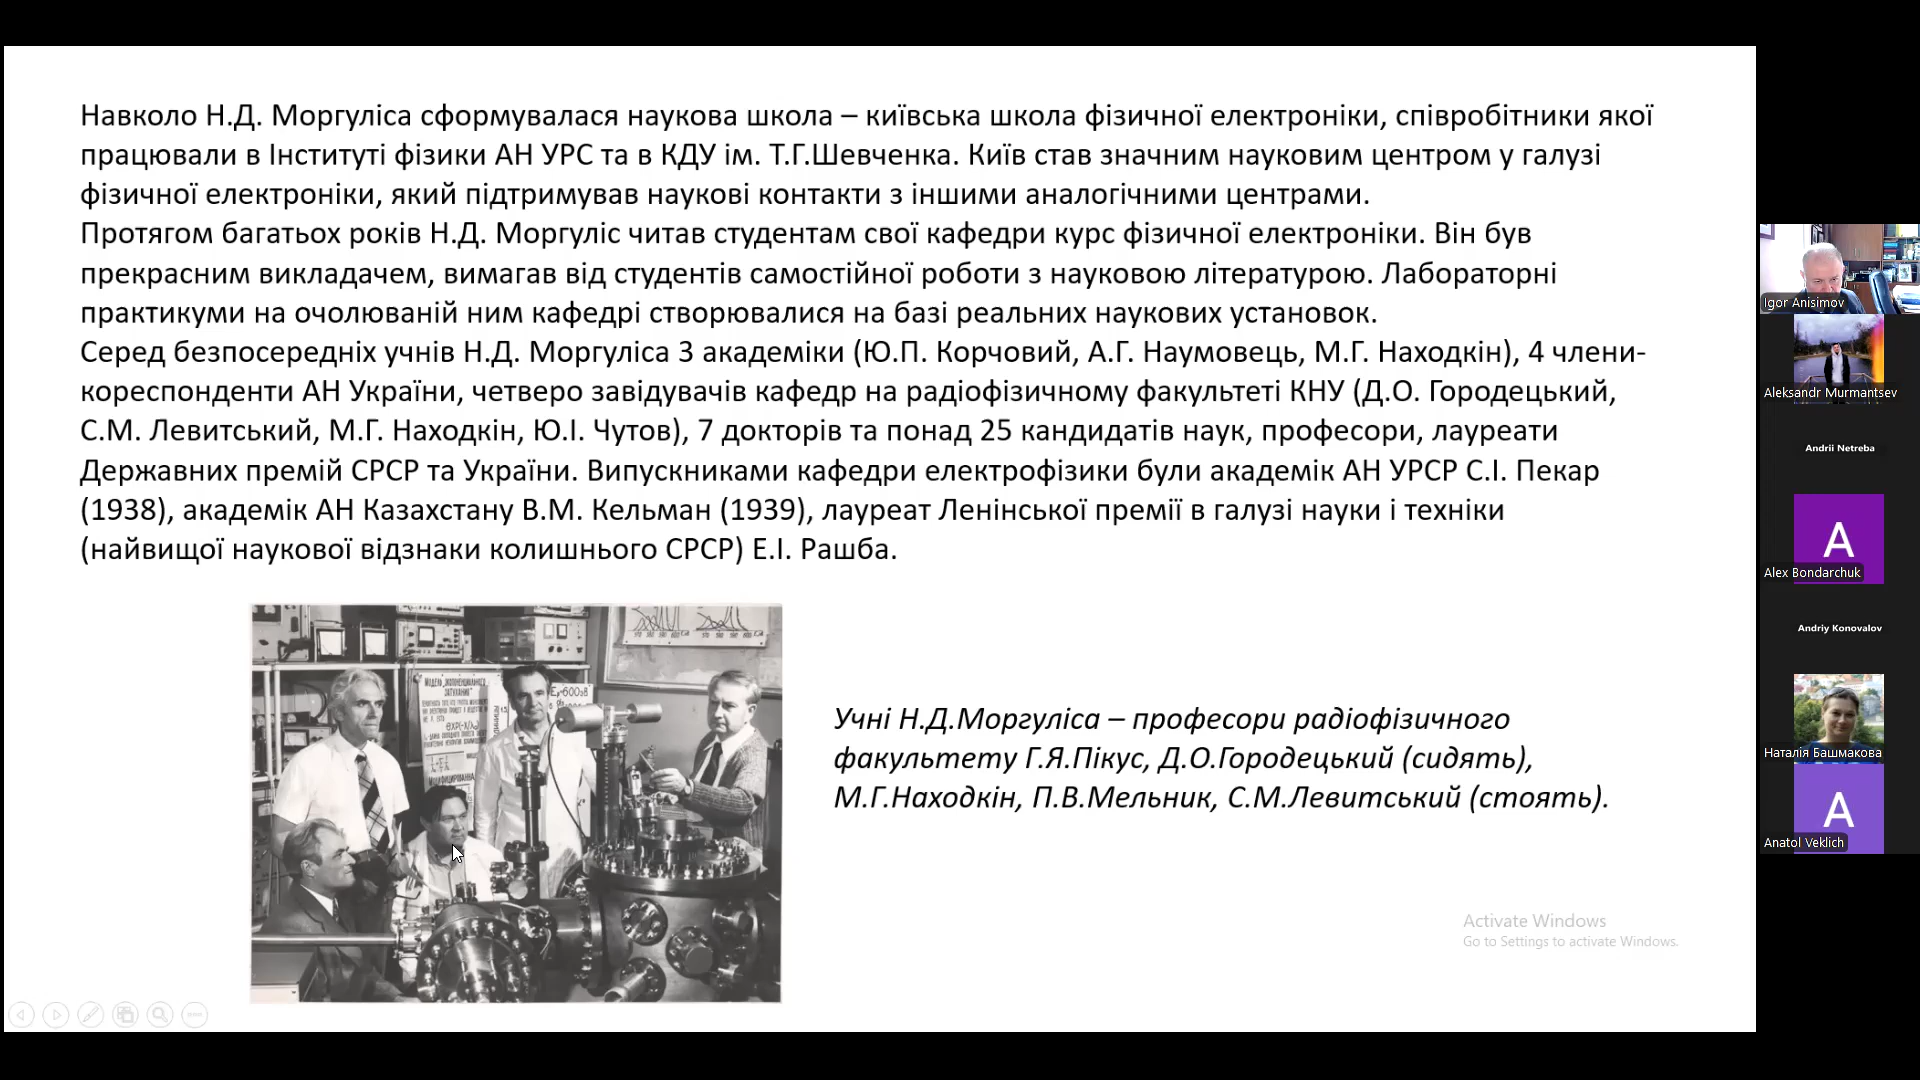 Навколо Н.Д. Моргуліса сформувалася наукова школа – київська школа фізичної електроніки, співробітники якої
працювали в Інституті фізики АН УРС та в КДУ ім. Т.Г.Шевченка. Київ став значним науковим центром у галузі
фізичної електроніки, який підтримував наукові контакти з іншими аналогічними центрами.
Протягом багатьох років Н.Д. Моргуліс читав студентам свої кафедри курс фізичної електроніки. Він був
прекрасним викладачем, вимагав від студентів самостійної роботи з науковою літературою. Лабораторні
практикуми на очолюваній ним кафедрі створювалися на базі реальних наукових установок.
Серед безпосередніх учнів Н.Д. Моргуліса 3 академіки (Ю.П. Корчовий, А.Г. Наумовець, М.Г. Находкін), 4 члени-
кореспонденти АН України, четверо завідувачів кафедр на радіофізичному факультеті КНУ (Д.О. Городецький,
С.М. Левитський, М.Г. Находкін, Ю.І. Чутов), 7 докторів та понад 25 кандидатів наук, професори, лауреати
Державних премій СРСР та України. Випускниками кафедри електрофізики були академік АН УРСР С.І. Пекар
(1938), академік АН Казахстану В.М. Кельман (1939), лауреат Ленінської премії в галузі науки і техніки
(найвищої наукової відзнаки колишнього СРСР) Е.І. Рашба.
МОДЕЛЬ "ЭКСПОНЕНЦИАЛЬНОГО
ЗАТУХАНИЯ"
Учні Н.Д.Моргуліса – професори радіофізичного
факультету Г.Я.Пікус, Д.О.Городецький (сидять),
М.Г.Находкін, П.В.Мельник, С.М.Левитський (стоять).
Activate Windows
Go to Settings to activate Windows.
Igor Anisimov
Aleksandr Murmantsev
Andrii Netreba
A
Alex Bondarchuk
Andriy Konovalov
Наталія Башмакова
A
Anatol Veklich